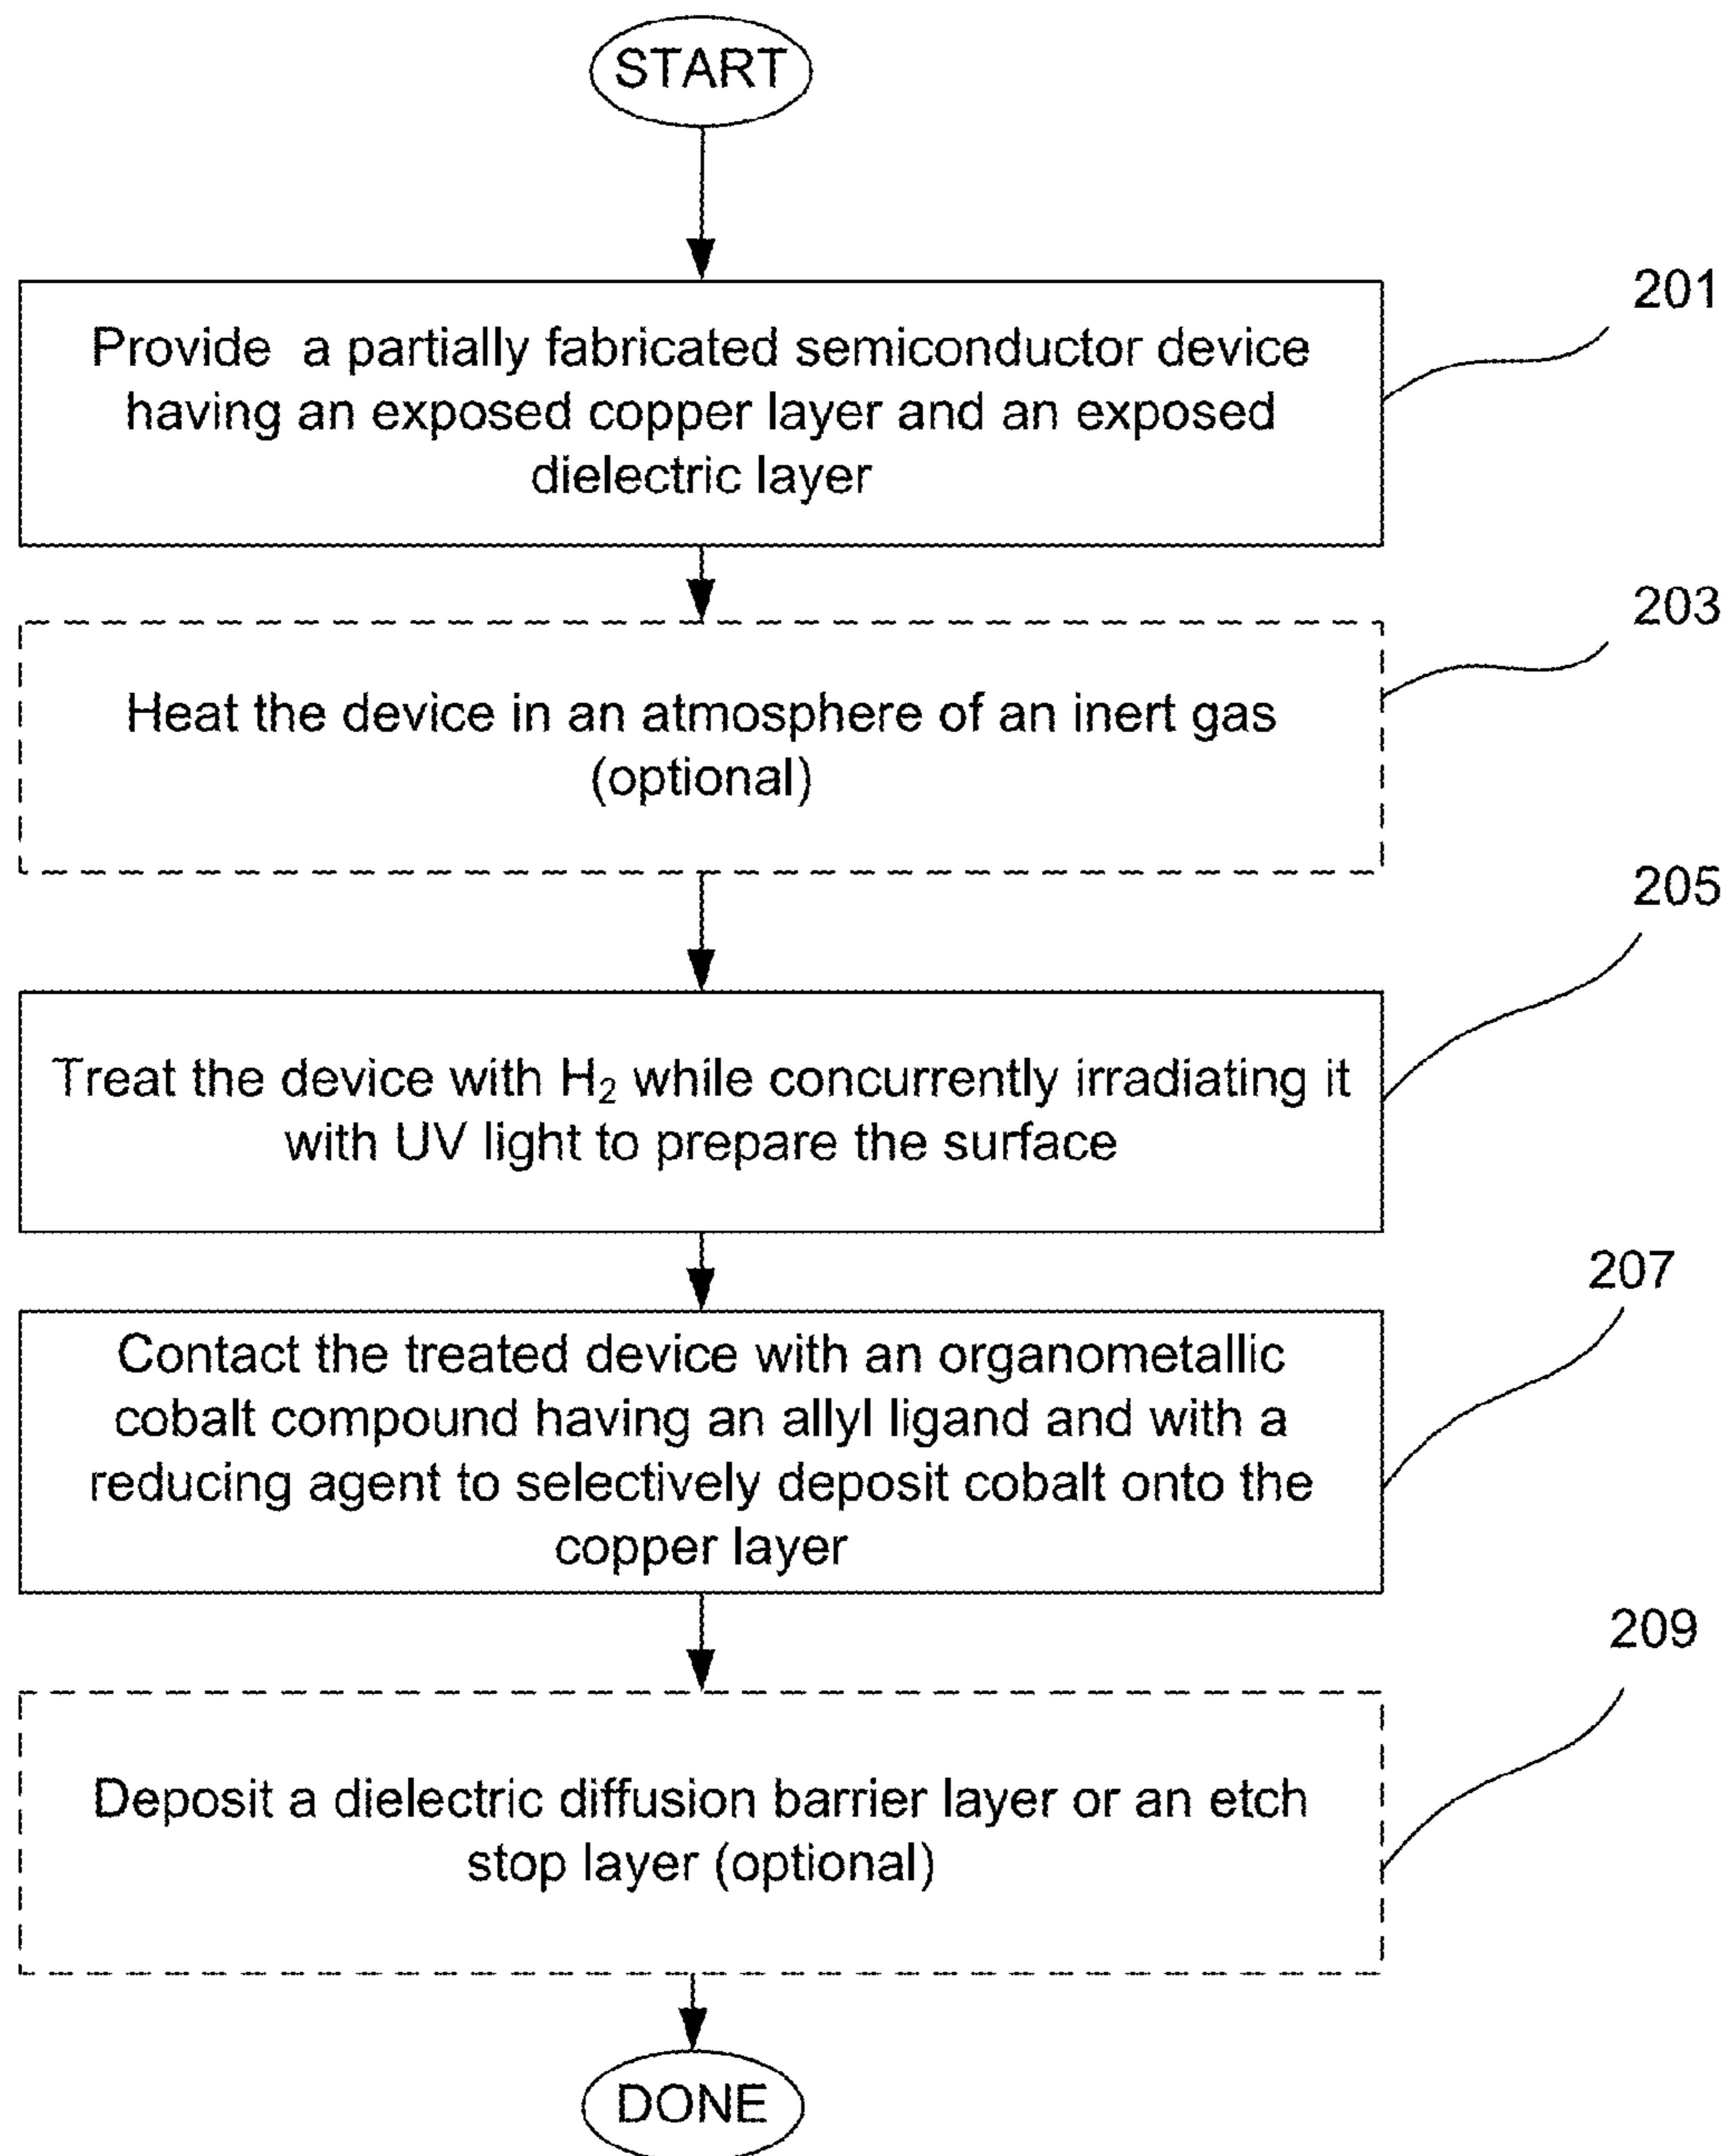 START
201
Provide a partially fabricated semiconductor device
having an exposed copper layer and an exposed
dielectric layer
203
Heat the device in an atmosphere of an inert gas
(optional)
205
Treat the device with H₂ while concurrently irradiating it
with UV light to prepare the surface
207
Contact the treated device with an organometallic
cobalt compound having an allyl ligand and with a
reducing agent to selectively deposit cobalt onto the
copper layer
209
Deposit a dielectric diffusion barrier layer or an etch
stop layer (optional)
DONE